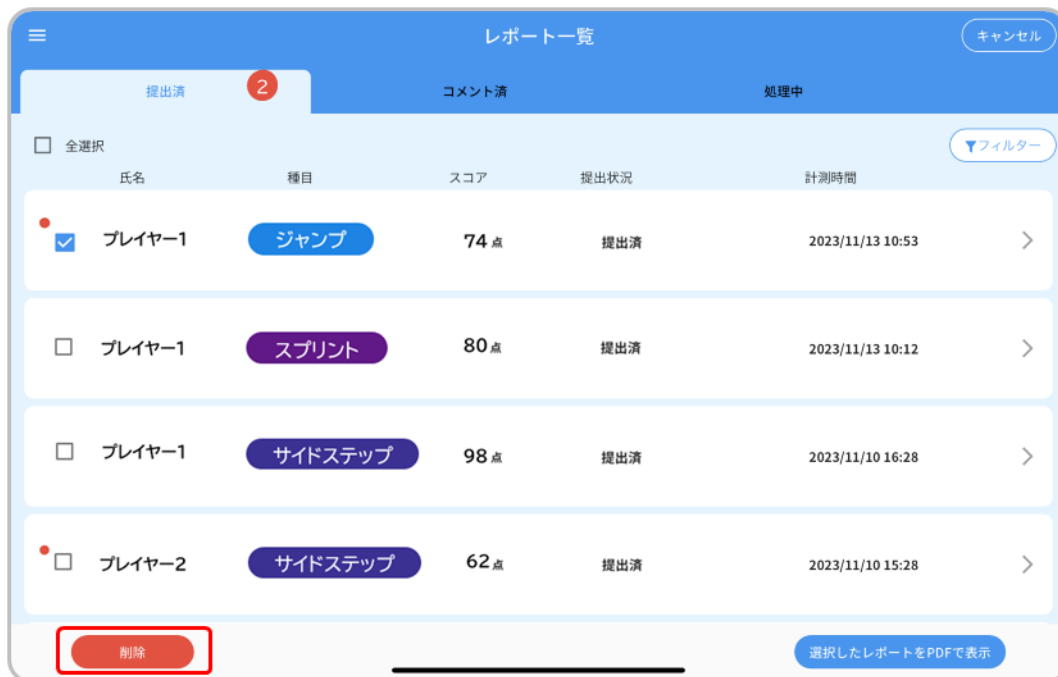 レポート一覧 キャンセル
提出済 2 コメント済 処理中
全選択 フィルター
氏名 種目 スコア 提出状況 計測時間
プレイヤー1 ジャンプ 74点 提出済 2023/11/13 10:53
プレイヤー1 スプリント 80点 提出済 2023/11/13 10:12
プレイヤー1 サイドステップ 98点 提出済 2023/11/10 16:28
プレイヤー2 サイドステップ 62点 提出済 2023/11/10 15:28
削除 選択したレポートをPDFで表示